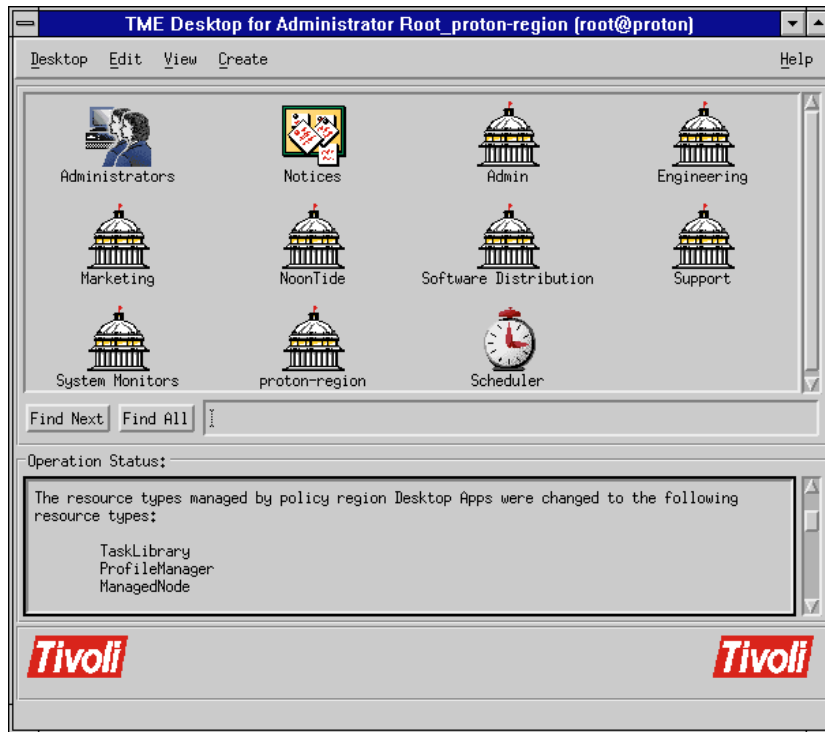 TME Desktop for Administrator Root_proton-region (root@proton)
Desktop Edit View Create Help
Administrators Notices Admin Engineering
Marketing NoonTide Software Distribution Support
System Monitors proton-region Scheduler
Find Next Find All
Operation Status:
The resource types managed by policy region Desktop Apps were changed to the following
resource types:
TaskLibrary
ProfileManager
ManagedNode
Tivoli Tivoli